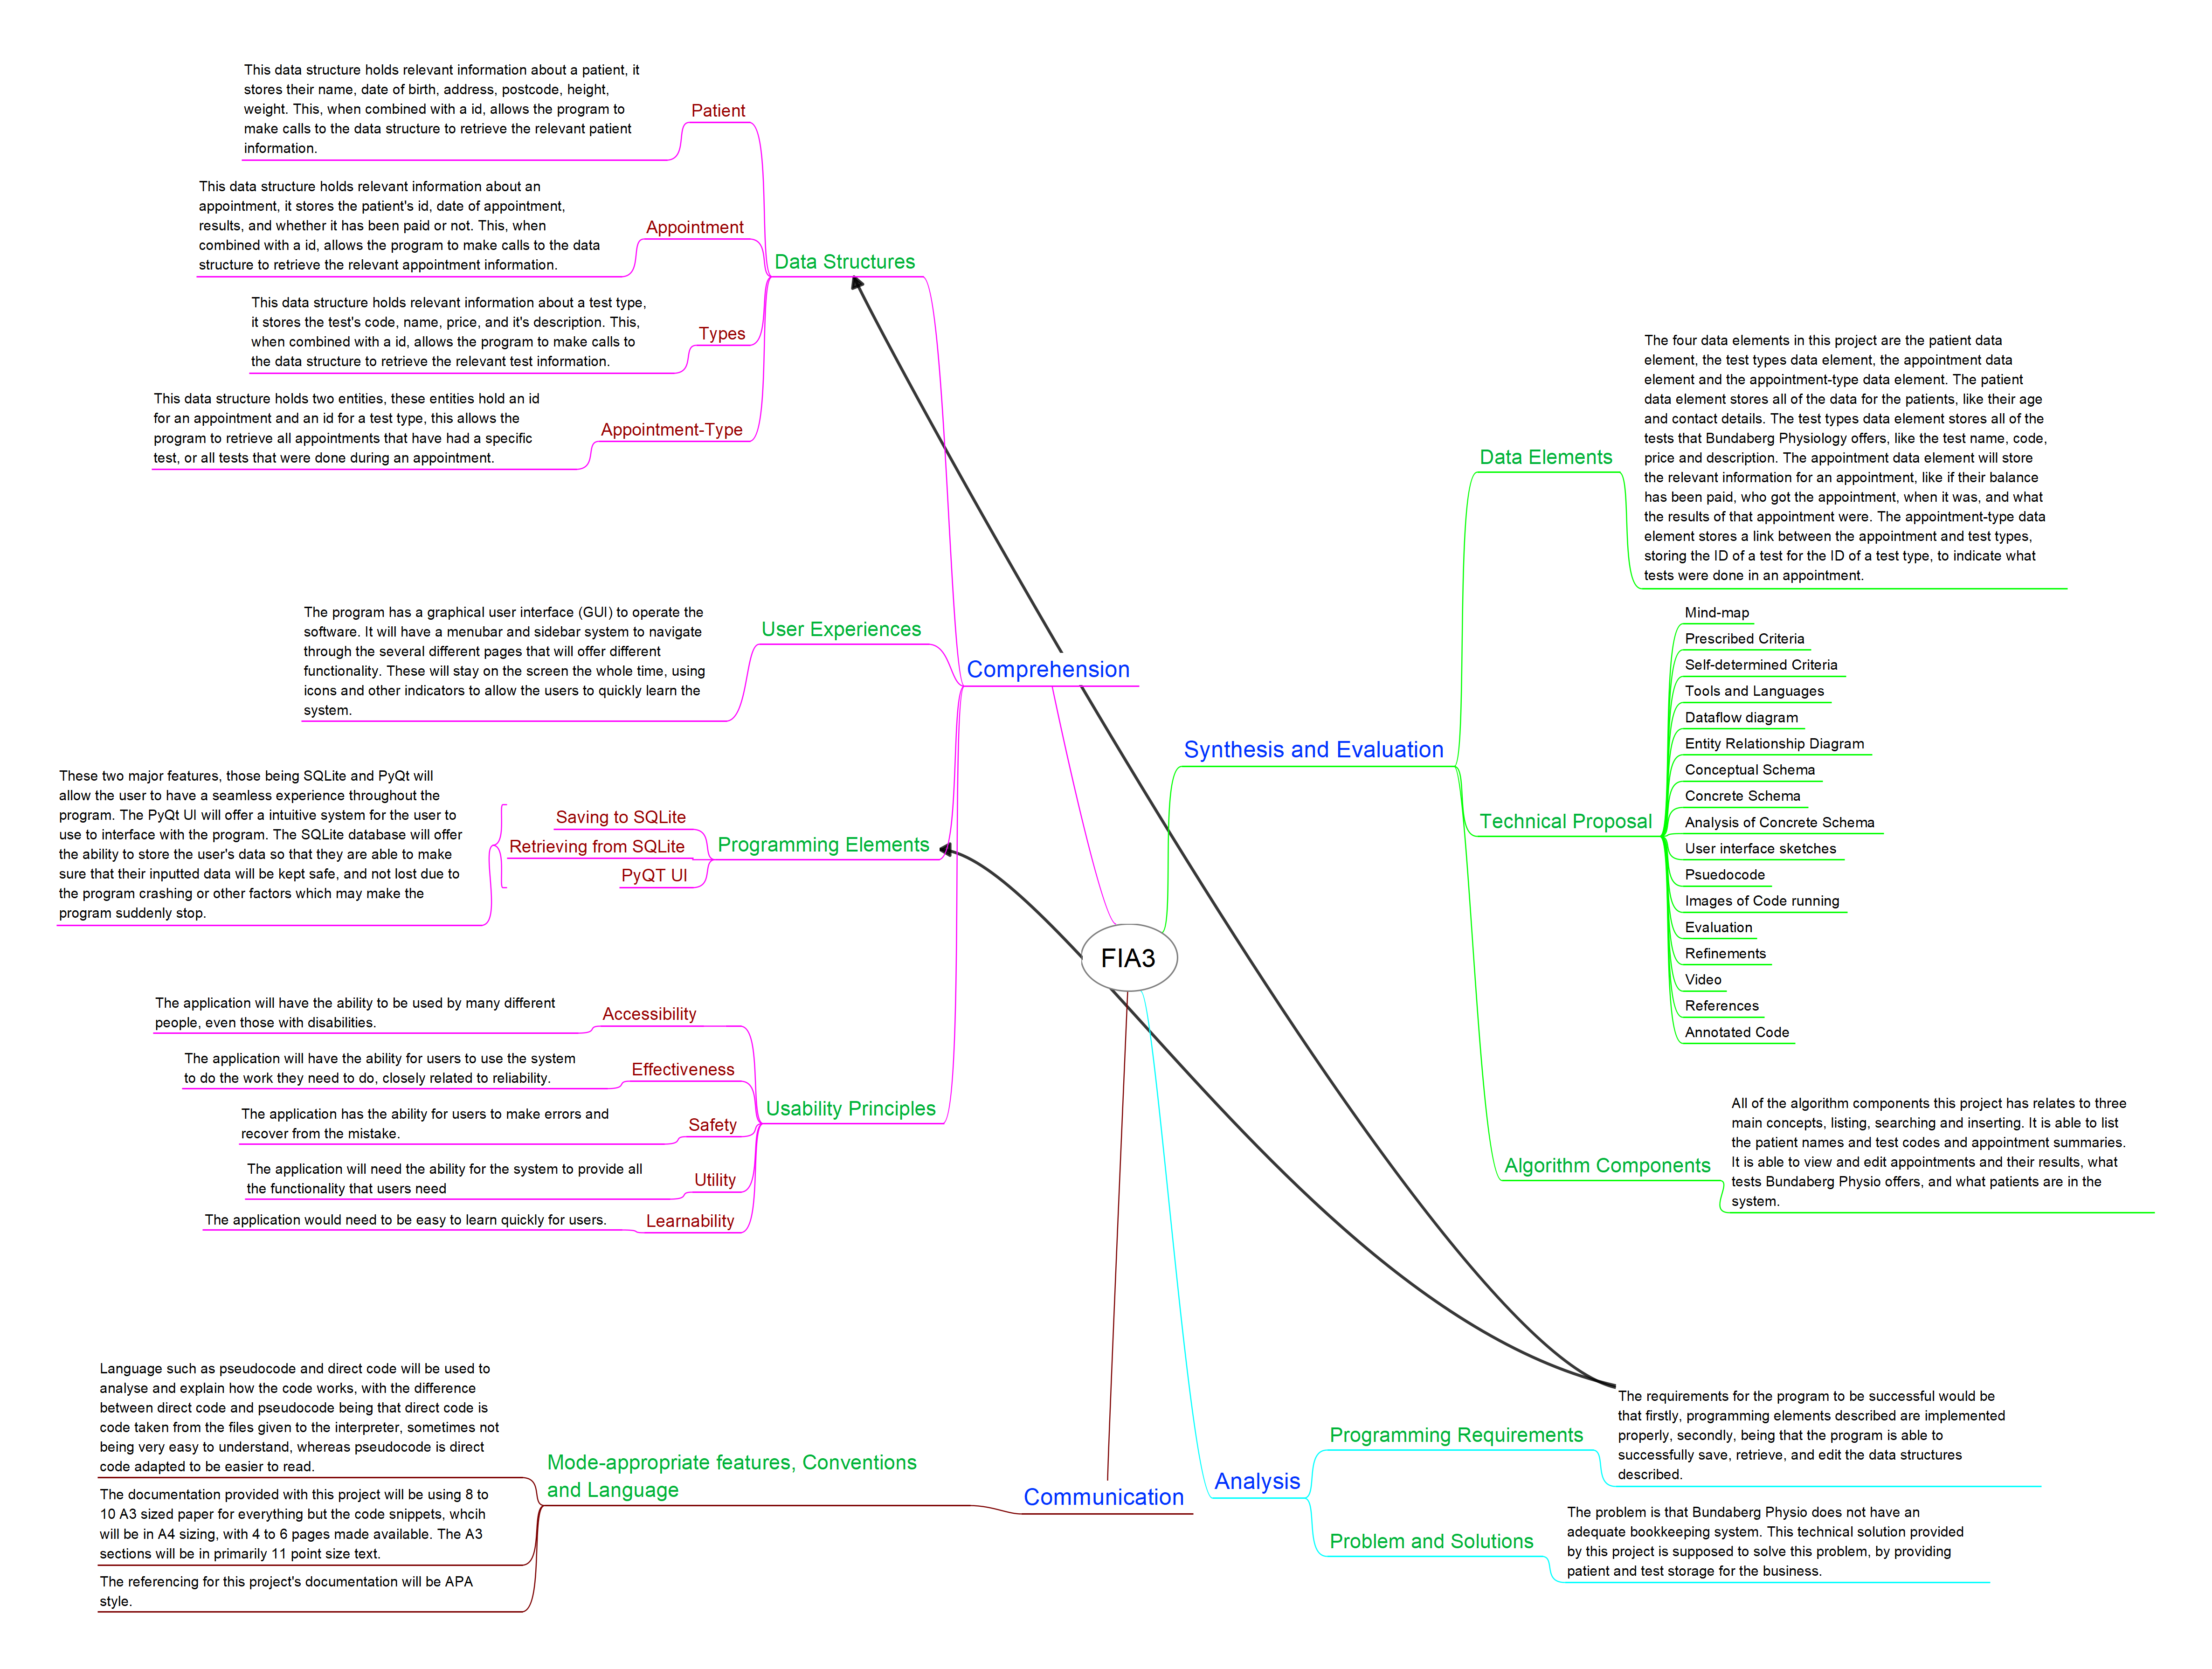 This data structure holds relevant information about a patient, it
stores their name, date of birth, address, postcode, height,
weight. This, when combined with a id, allows the program to
make calls to the data structure to retrieve the relevant patient
information.
Patient
This data structure holds relevant information about an
appointment, it stores the patient's id, date of appointment,
results, and whether it has been paid or not. This, when
combined with a id, allows the program to make calls to the data
structure to retrieve the relevant appointment information.
Appointment
Data Structures
This data structure holds relevant information about a test type,
it stores the test's code, name, price, and it's description. This,
when combined with a id, allows the program to make calls to
the data structure to retrieve the relevant test information.
Types
This data structure holds two entities, these entities hold an id
for an appointment and an id for a test type, this allows the
program to retrieve all appointments that have had a specific
test, or all tests that were done during an appointment.
Appointment-Type
The program has a graphical user interface (GUI) to operate the
software. It will have a menubar and sidebar system to navigate
through the several different pages that will offer different
functionality. These will stay on the screen the whole time, using
icons and other indicators to allow the users to quickly learn the
system.
User Experiences
Comprehension
These two major features, those being SQLite and PyQt will
allow the user to have a seamless experience throughout the
program. The PyQt UI will offer a intuitive system for the user to
use to interface with the program. The SQLite database will offer
the ability to store the user's data so that they are able to make
sure that their inputted data will be kept safe, and not lost due to
the program crashing or other factors which may make the
program suddenly stop.
Saving to SQLite
Retrieving from SQLite
PyQT UI
Programming Elements
FIA3
The application will have the ability to be used by many different
people, even those with disabilities.
Accessibility
The application will have the ability for users to use the system
to do the work they need to do, closely related to reliability.
Effectiveness
The application has the ability for users to make errors and
recover from the mistake.
Safety
Usability Principles
The application will need the ability for the system to provide all
the functionality that users need
Utility
The application would need to be easy to learn quickly for users.
Learnability
Synthesis and Evaluation
Data Elements
The four data elements in this project are the patient data
element, the test types data element, the appointment data
element and the appointment-type data element. The patient
data element stores all of the data for the patients, like their age
and contact details. The test types data element stores all of the
tests that Bundaberg Physiology offers, like the test name, code,
price and description. The appointment data element will store
the relevant information for an appointment, like if their balance
has been paid, who got the appointment, when it was, and what
the results of that appointment were. The appointment-type data
element stores a link between the appointment and test types,
storing the ID of a test for the ID of a test type, to indicate what
tests were done in an appointment.
Technical Proposal
Mind-map
Prescribed Criteria
Self-determined Criteria
Tools and Languages
Dataflow diagram
Entity Relationship Diagram
Conceptual Schema
Concrete Schema
Analysis of Concrete Schema
User interface sketches
Psuedocode
Images of Code running
Evaluation
Refinements
Video
References
Annotated Code
Algorithm Components
All of the algorithm components this project has relates to three
main concepts, listing, searching and inserting. It is able to list
the patient names and test codes and appointment summaries.
It is able to view and edit appointments and their results, what
tests Bundaberg Physio offers, and what patients are in the
system.
Language such as pseudocode and direct code will be used to
analyse and explain how the code works, with the difference
between direct code and pseudocode being that direct code is
code taken from the files given to the interpreter, sometimes not
being very easy to understand, whereas pseudocode is direct
code adapted to be easier to read.
The documentation provided with this project will be using 8 to
10 A3 sized paper for everything but the code snippets, whcih
will be in A4 sizing, with 4 to 6 pages made available. The A3
sections will be in primarily 11 point size text.
The referencing for this project's documentation will be APA
style.
Mode-appropriate features, Conventions
and Language
Communication
Analysis
Programming Requirements
The requirements for the program to be successful would be
that firstly, programming elements described are implemented
properly, secondly, being that the program is able to
successfully save, retrieve, and edit the data structures
described.
Problem and Solutions
The problem is that Bundaberg Physio does not have an
adequate bookkeeping system. This technical solution provided
by this project is supposed to solve this problem, by providing
patient and test storage for the business.